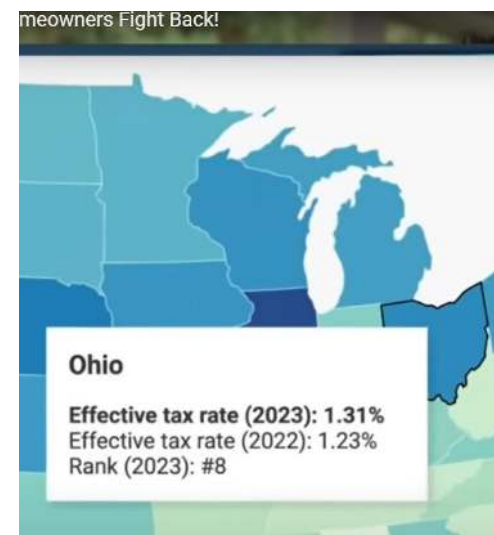 meowners Fight Back!
Ohio
Effective tax rate (2023): 1.31%
Effective tax rate (2022): 1.23%
Rank (2023): #8